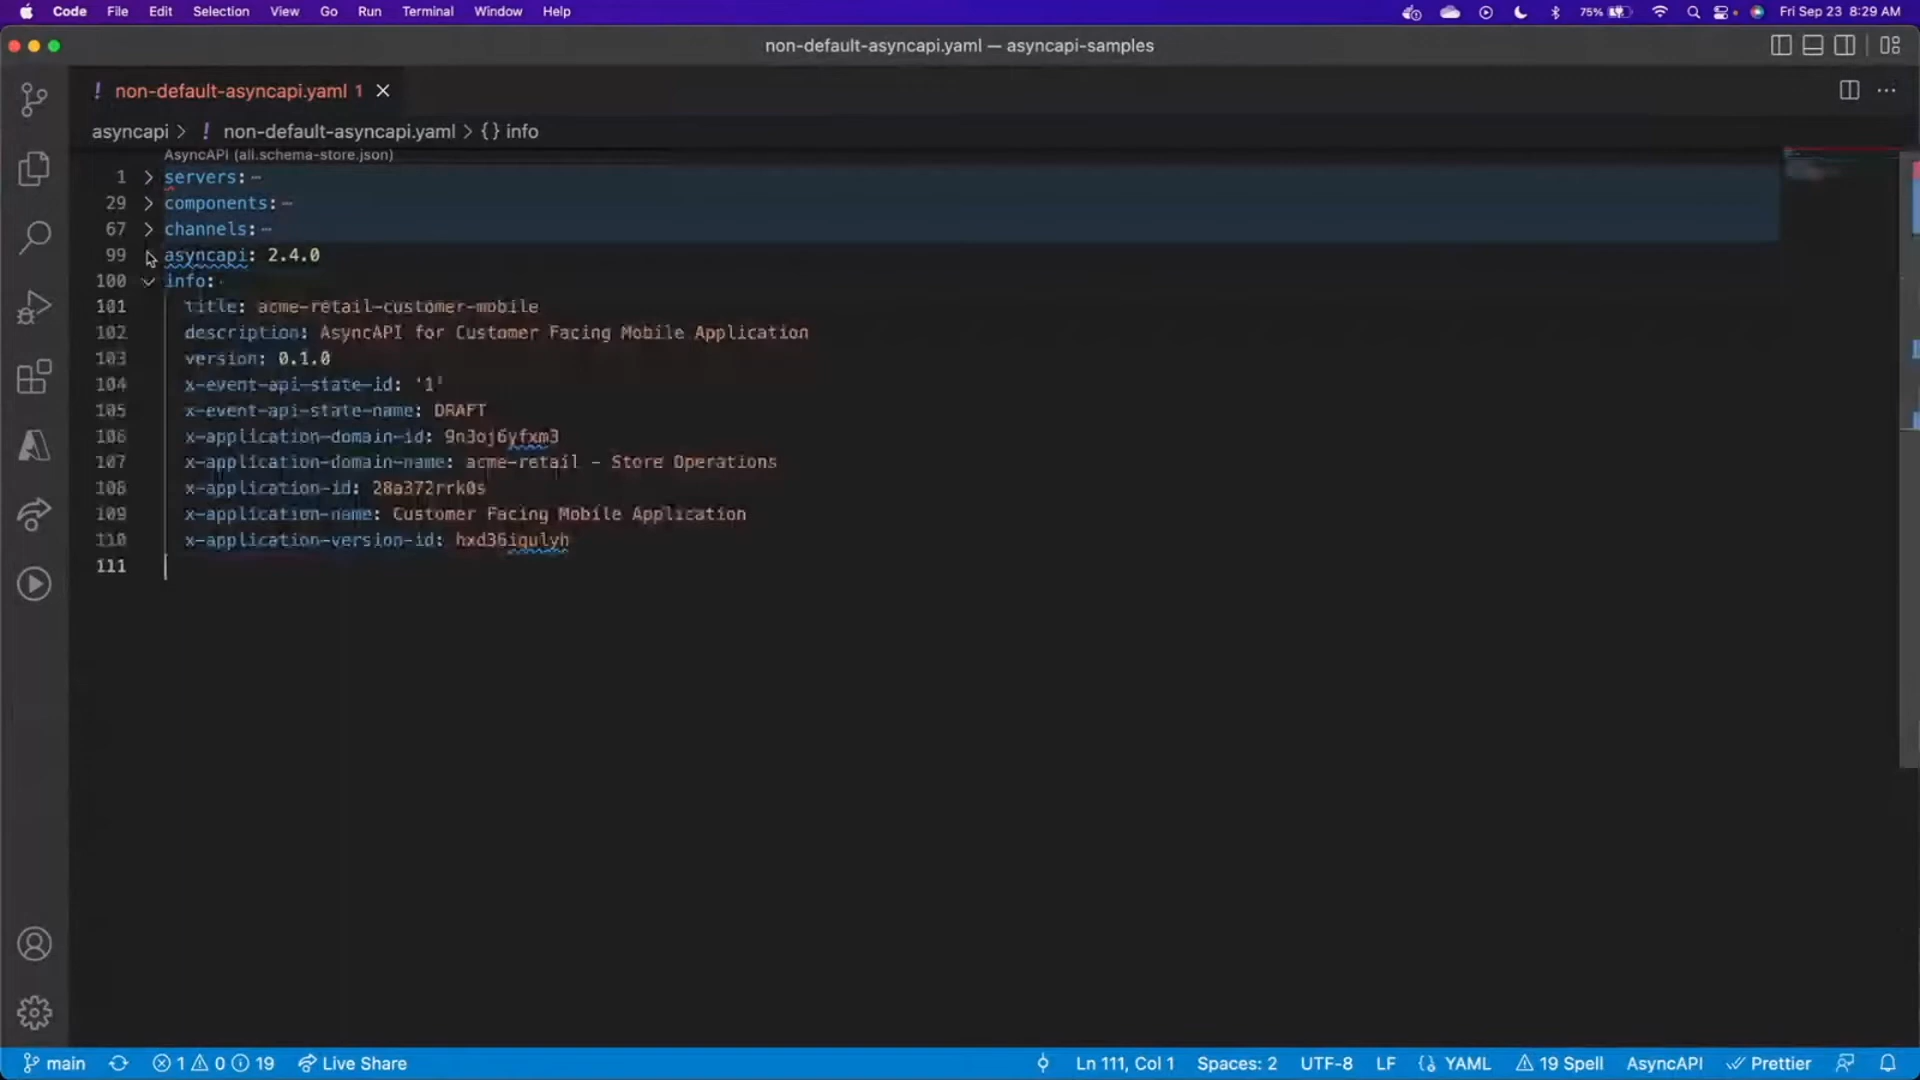 Code File Edit Selection View Go Run Terminal Window Help 75% Fri Sep 23 8:29 AM
non-default-asyncapi.yaml — asyncapi-samples
! non-default-asyncapi.yaml 1
asyncapi > ! non-default-asyncapi.yaml > {} info
AsyncAPI (all.schema-store.json)
1 servers:
29 components:
67 channels:
99 asyncapi: 2.4.0
100 info:
101 title: acme-retail-customer-mobile
102 description: AsyncAPI for Customer Facing Mobile Application
103 version: 0.1.0
104 x-event-api-state-id: '1'
105 x-event-api-state-name: DRAFT
106 x-application-domain-id: 9n3oj6yfxm3
107 x-application-domain-name: acme-retail - Store Operations
108 x-application-id: 28a372rrk0s
109 x-application-name: Customer Facing Mobile Application
110 x-application-version-id: hxd36iqulyh
111
main 1 0 19 Live Share Ln 111, Col 1 Spaces: 2 UTF-8 LF {} YAML 19 Spell AsyncAPI Prettier